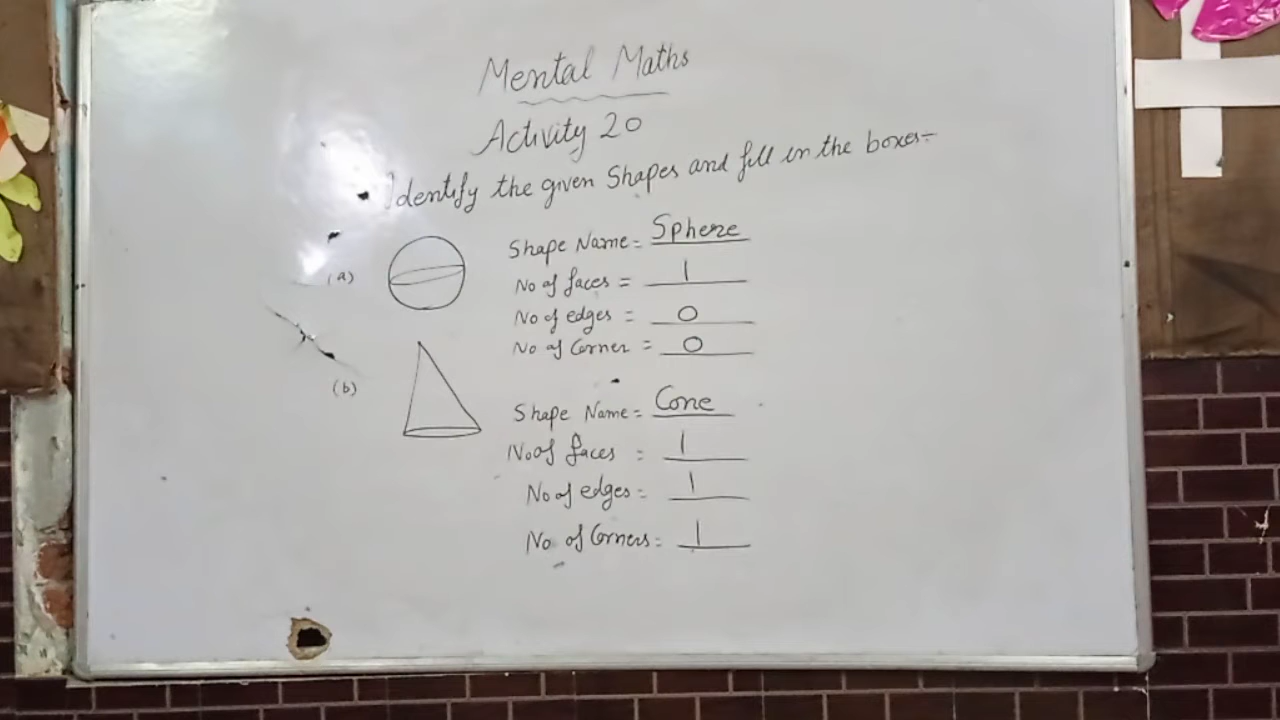 Mental Maths
Activity 20
Identify the given Shapes and fill in the boxes:-
(a)
Shape Name = Sphere
No of faces = 1
No of edges = 0
No of Corner = 0
(b)
Shape Name = Cone
No of faces = 1
No of edges = 1
No of Corners = 1